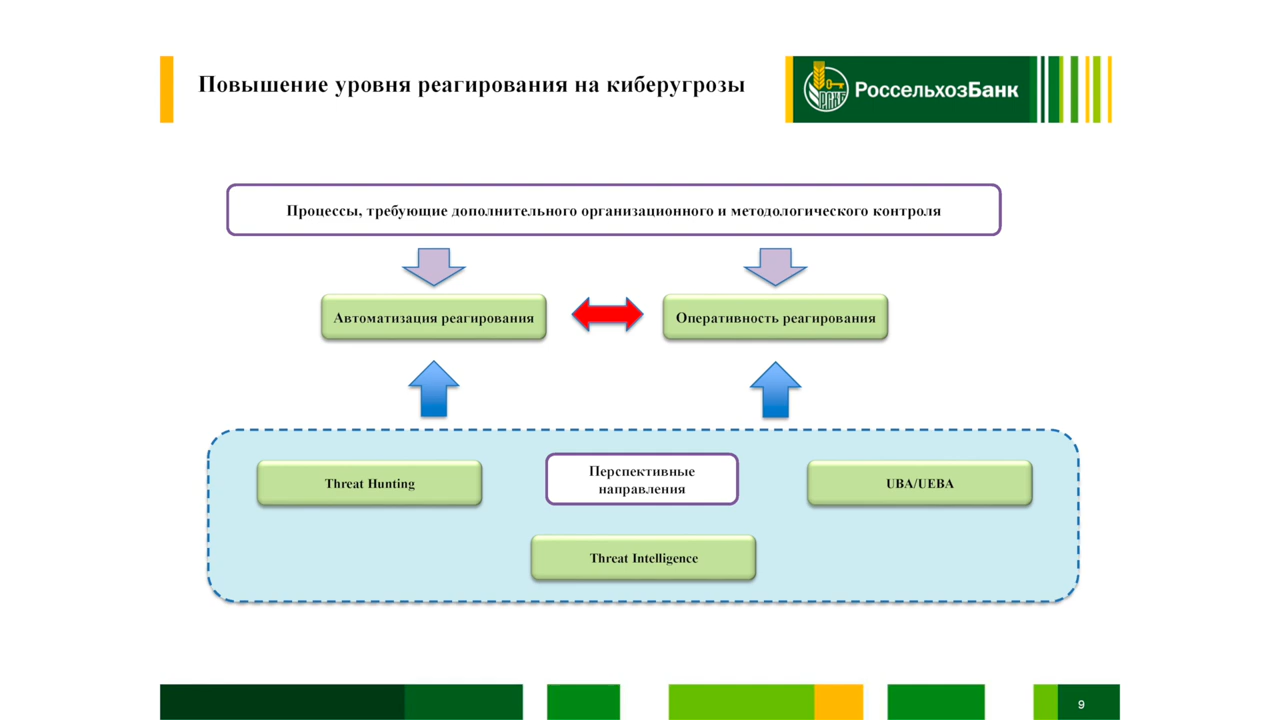 Повышение уровня реагирования на киберугрозы
РоссельхозБанк
Процессы, требующие дополнительного организационного и методологического контроля
Автоматизация реагирования
Оперативность реагирования
Threat Hunting
Перспективные
направления
UBA/UEBA
Threat Intelligence
9